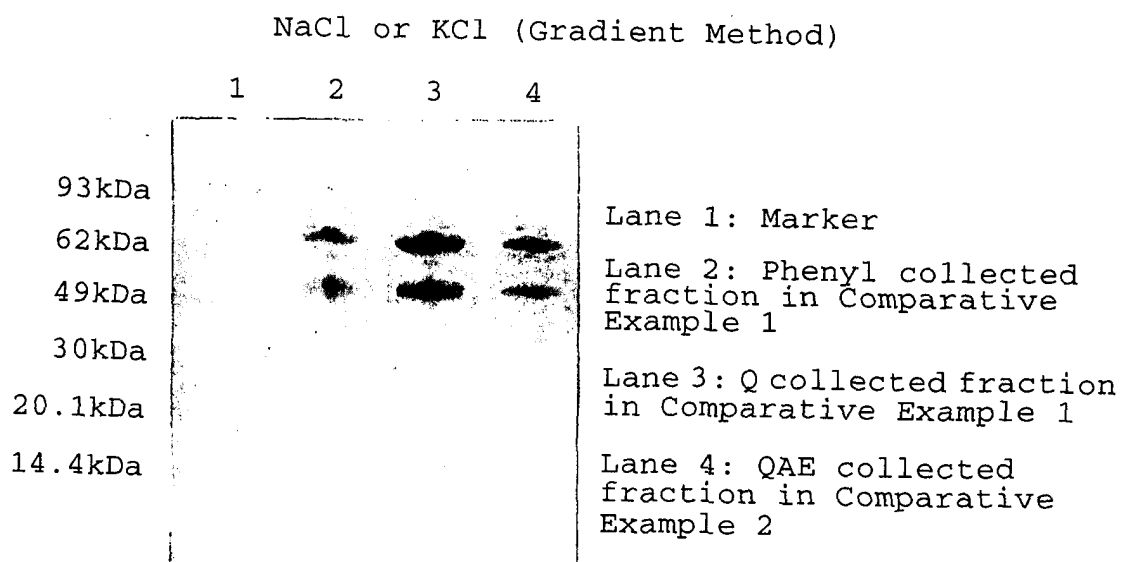 NaCl or KCl (Gradient Method)
1 2 3 4
93kDa
62kDa
49kDa
30kDa
20.1kDa
14.4kDa
Lane 1: Marker
Lane 2: Phenyl collected
fraction in Comparative
Example 1
Lane 3: Q collected fraction
in Comparative Example 1
Lane 4: QAE collected
fraction in Comparative
Example 2